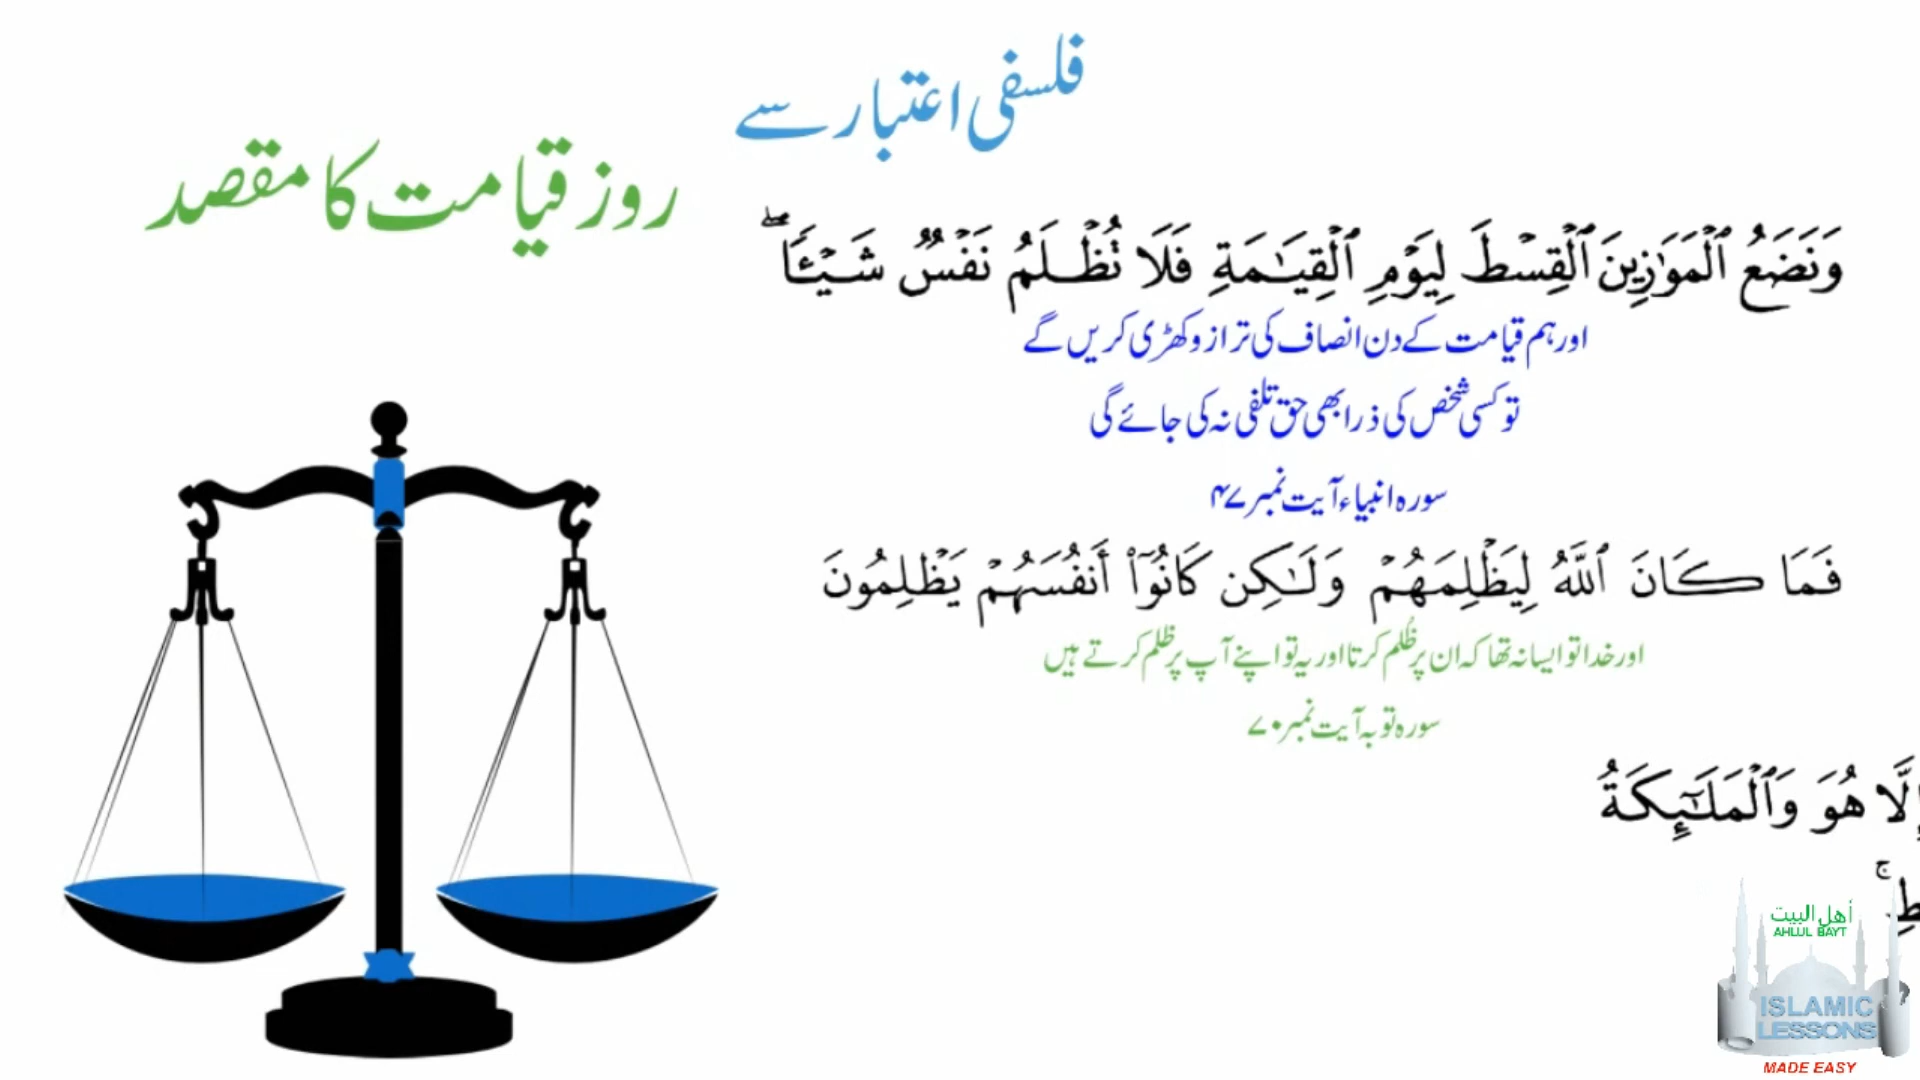 فلسفی اعتبار سے
روز قیامت کا مقصد
وَنَضَعُ ٱلْمَوَٰزِينَ ٱلْقِسْطَ لِيَوْمِ ٱلْقِيَـٰمَةِ فَلَا تُظْـلَمُ نَفْسٌ شَيْـًٔا ۖ
اور ہم قیامت کے دن انصاف کی ترازو کھڑی کریں گے
تو کسی شخص کی ذرا بھی حق تلفی نہ کی جائے گی
سورہ انبیاء آیت نمبر ۴۷
فَمَا كَانَ ٱللَّهُ لِيَظْلِمَهُمْ وَلَـٰكِن كَانُوٓا۟ أَنفُسَهُمْ يَظْلِمُونَ
اور خدا تو ایسا نہ تھا کہ ان پر ظُلم کرتا اور یہ تو اپنے آپ پر ظلم کرتے ہیں
سورہ توبہ آیت نمبر ۷۰
إِلَّا هُوَ وَٱلْمَلَـٰٓئِكَةُ
أهل البيت
AHLUL BAYT
ISLAMIC
LESSONS
MADE EASY